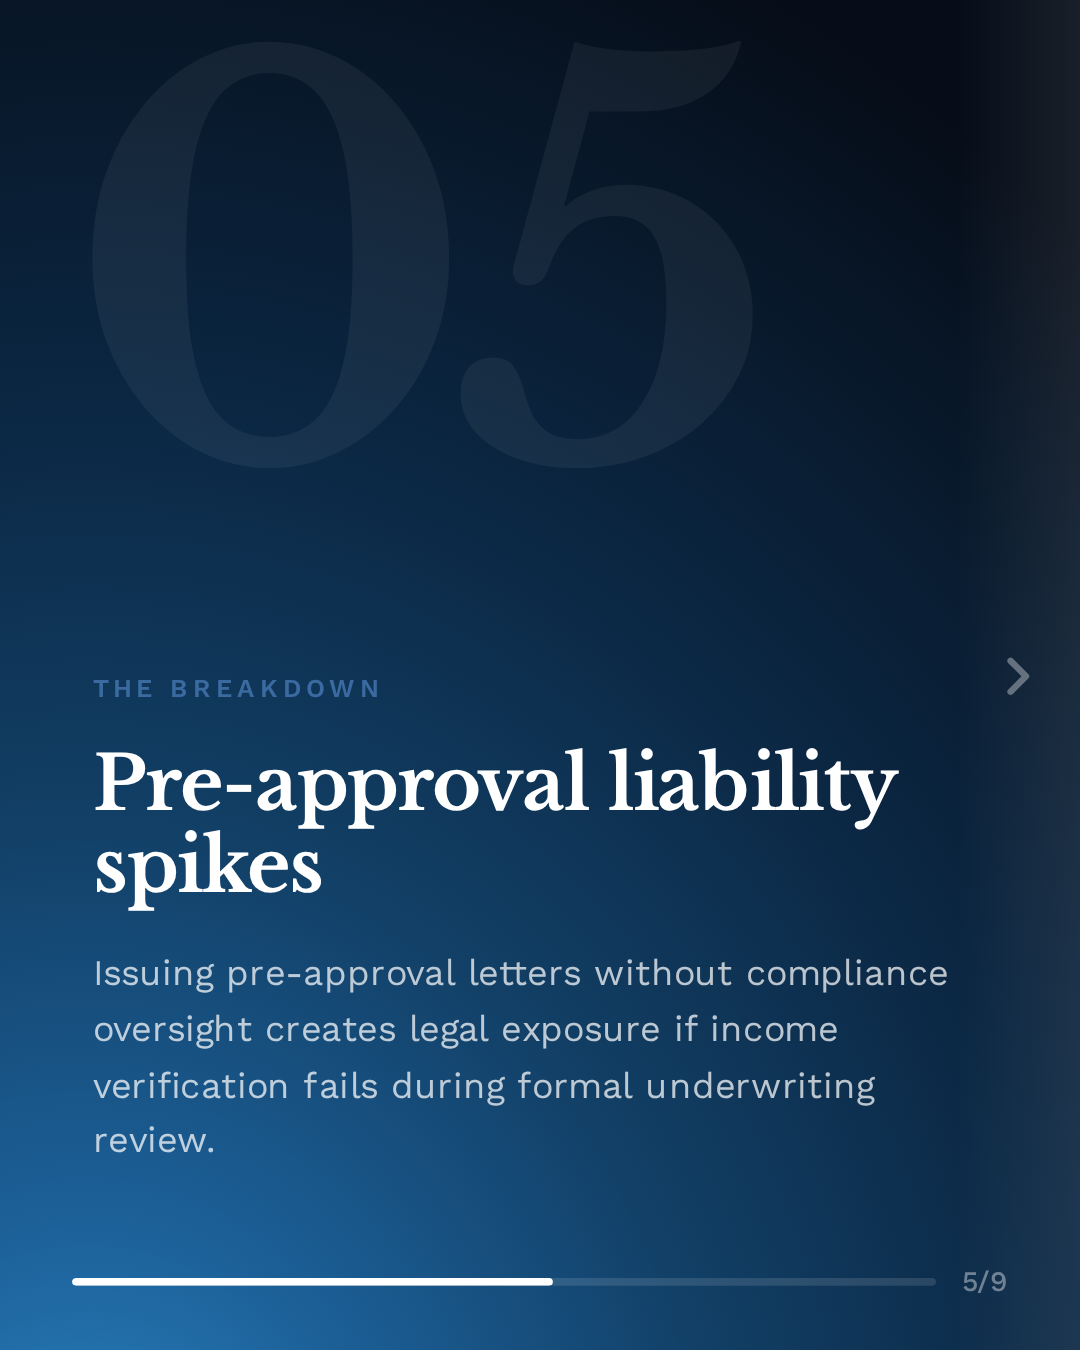 05
THE BREAKDOWN
Pre-approval liability
spikes
Issuing pre-approval letters without compliance
oversight creates legal exposure if income
verification fails during formal underwriting
review.
5/9